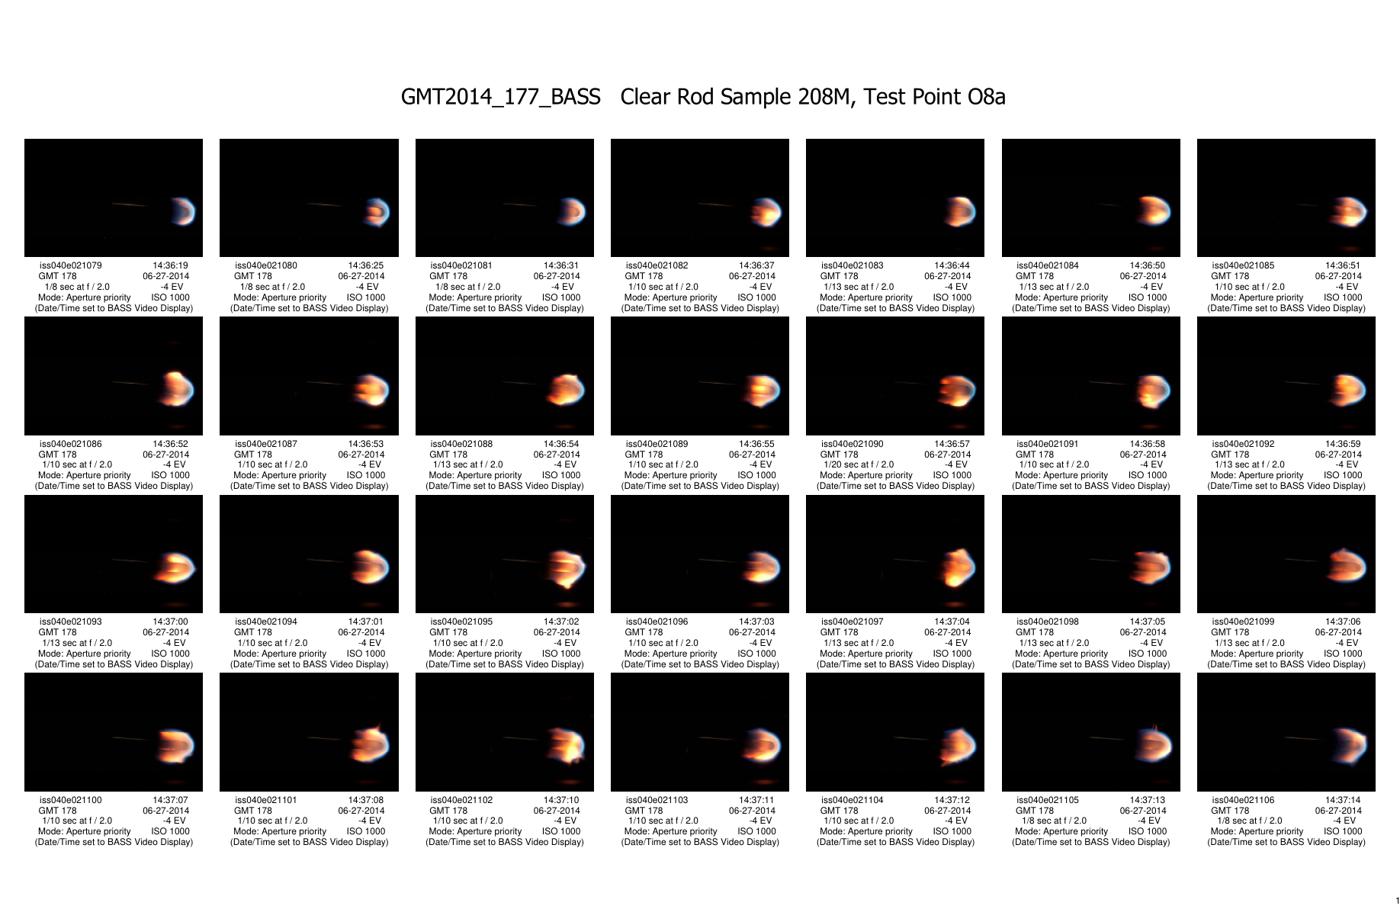 GMT2014_177_BASS Clear Rod Sample 208M, Test Point O8a
iss040e021079 14:36:19 iss040e021080 14:36:25 iss040e021081 14:36:31 iss040e021082 14:36:37 iss040e021083 14:36:44 iss040e021084 14:36:50 iss040e021085 14:36:51
GMT 178 06-27-2014 GMT 178 06-27-2014 GMT 178 06-27-2014 GMT 178 06-27-2014 GMT 178 06-27-2014 GMT 178 06-27-2014 GMT 178 06-27-2014
1/8 sec at f / 2.0 -4 EV 1/8 sec at f / 2.0 -4 EV 1/8 sec at f / 2.0 -4 EV 1/10 sec at f / 2.0 -4 EV 1/13 sec at f / 2.0 -4 EV 1/13 sec at f / 2.0 -4 EV 1/10 sec at f / 2.0 -4 EV
Mode: Aperture priority ISO 1000 Mode: Aperture priority ISO 1000 Mode: Aperture priority ISO 1000 Mode: Aperture priority ISO 1000 Mode: Aperture priority ISO 1000 Mode: Aperture priority ISO 1000 Mode: Aperture priority ISO 1000
(Date/Time set to BASS Video Display) (Date/Time set to BASS Video Display) (Date/Time set to BASS Video Display) (Date/Time set to BASS Video Display) (Date/Time set to BASS Video Display) (Date/Time set to BASS Video Display) (Date/Time set to BASS Video Display)
iss040e021086 14:36:52 iss040e021087 14:36:53 iss040e021088 14:36:54 iss040e021089 14:36:55 iss040e021090 14:36:57 iss040e021091 14:36:58 iss040e021092 14:36:59
GMT 178 06-27-2014 GMT 178 06-27-2014 GMT 178 06-27-2014 GMT 178 06-27-2014 GMT 178 06-27-2014 GMT 178 06-27-2014 GMT 178 06-27-2014
1/10 sec at f / 2.0 -4 EV 1/10 sec at f / 2.0 -4 EV 1/13 sec at f / 2.0 -4 EV 1/10 sec at f / 2.0 -4 EV 1/20 sec at f / 2.0 -4 EV 1/10 sec at f / 2.0 -4 EV 1/13 sec at f / 2.0 -4 EV
Mode: Aperture priority ISO 1000 Mode: Aperture priority ISO 1000 Mode: Aperture priority ISO 1000 Mode: Aperture priority ISO 1000 Mode: Aperture priority ISO 1000 Mode: Aperture priority ISO 1000 Mode: Aperture priority ISO 1000
(Date/Time set to BASS Video Display) (Date/Time set to BASS Video Display) (Date/Time set to BASS Video Display) (Date/Time set to BASS Video Display) (Date/Time set to BASS Video Display) (Date/Time set to BASS Video Display) (Date/Time set to BASS Video Display)
iss040e021093 14:37:00 iss040e021094 14:37:01 iss040e021095 14:37:02 iss040e021096 14:37:03 iss040e021097 14:37:04 iss040e021098 14:37:05 iss040e021099 14:37:06
GMT 178 06-27-2014 GMT 178 06-27-2014 GMT 178 06-27-2014 GMT 178 06-27-2014 GMT 178 06-27-2014 GMT 178 06-27-2014 GMT 178 06-27-2014
1/13 sec at f / 2.0 -4 EV 1/10 sec at f / 2.0 -4 EV 1/10 sec at f / 2.0 -4 EV 1/10 sec at f / 2.0 -4 EV 1/13 sec at f / 2.0 -4 EV 1/13 sec at f / 2.0 -4 EV 1/13 sec at f / 2.0 -4 EV
Mode: Aperture priority ISO 1000 Mode: Aperture priority ISO 1000 Mode: Aperture priority ISO 1000 Mode: Aperture priority ISO 1000 Mode: Aperture priority ISO 1000 Mode: Aperture priority ISO 1000 Mode: Aperture priority ISO 1000
(Date/Time set to BASS Video Display) (Date/Time set to BASS Video Display) (Date/Time set to BASS Video Display) (Date/Time set to BASS Video Display) (Date/Time set to BASS Video Display) (Date/Time set to BASS Video Display) (Date/Time set to BASS Video Display)
iss040e021100 14:37:07 iss040e021101 14:37:08 iss040e021102 14:37:10 iss040e021103 14:37:11 iss040e021104 14:37:12 iss040e021105 14:37:13 iss040e021106 14:37:14
GMT 178 06-27-2014 GMT 178 06-27-2014 GMT 178 06-27-2014 GMT 178 06-27-2014 GMT 178 06-27-2014 GMT 178 06-27-2014 GMT 178 06-27-2014
1/10 sec at f / 2.0 -4 EV 1/10 sec at f / 2.0 -4 EV 1/10 sec at f / 2.0 -4 EV 1/10 sec at f / 2.0 -4 EV 1/10 sec at f / 2.0 -4 EV 1/8 sec at f / 2.0 -4 EV 1/8 sec at f / 2.0 -4 EV
Mode: Aperture priority ISO 1000 Mode: Aperture priority ISO 1000 Mode: Aperture priority ISO 1000 Mode: Aperture priority ISO 1000 Mode: Aperture priority ISO 1000 Mode: Aperture priority ISO 1000 Mode: Aperture priority ISO 1000
(Date/Time set to BASS Video Display) (Date/Time set to BASS Video Display) (Date/Time set to BASS Video Display) (Date/Time set to BASS Video Display) (Date/Time set to BASS Video Display) (Date/Time set to BASS Video Display) (Date/Time set to BASS Video Display)